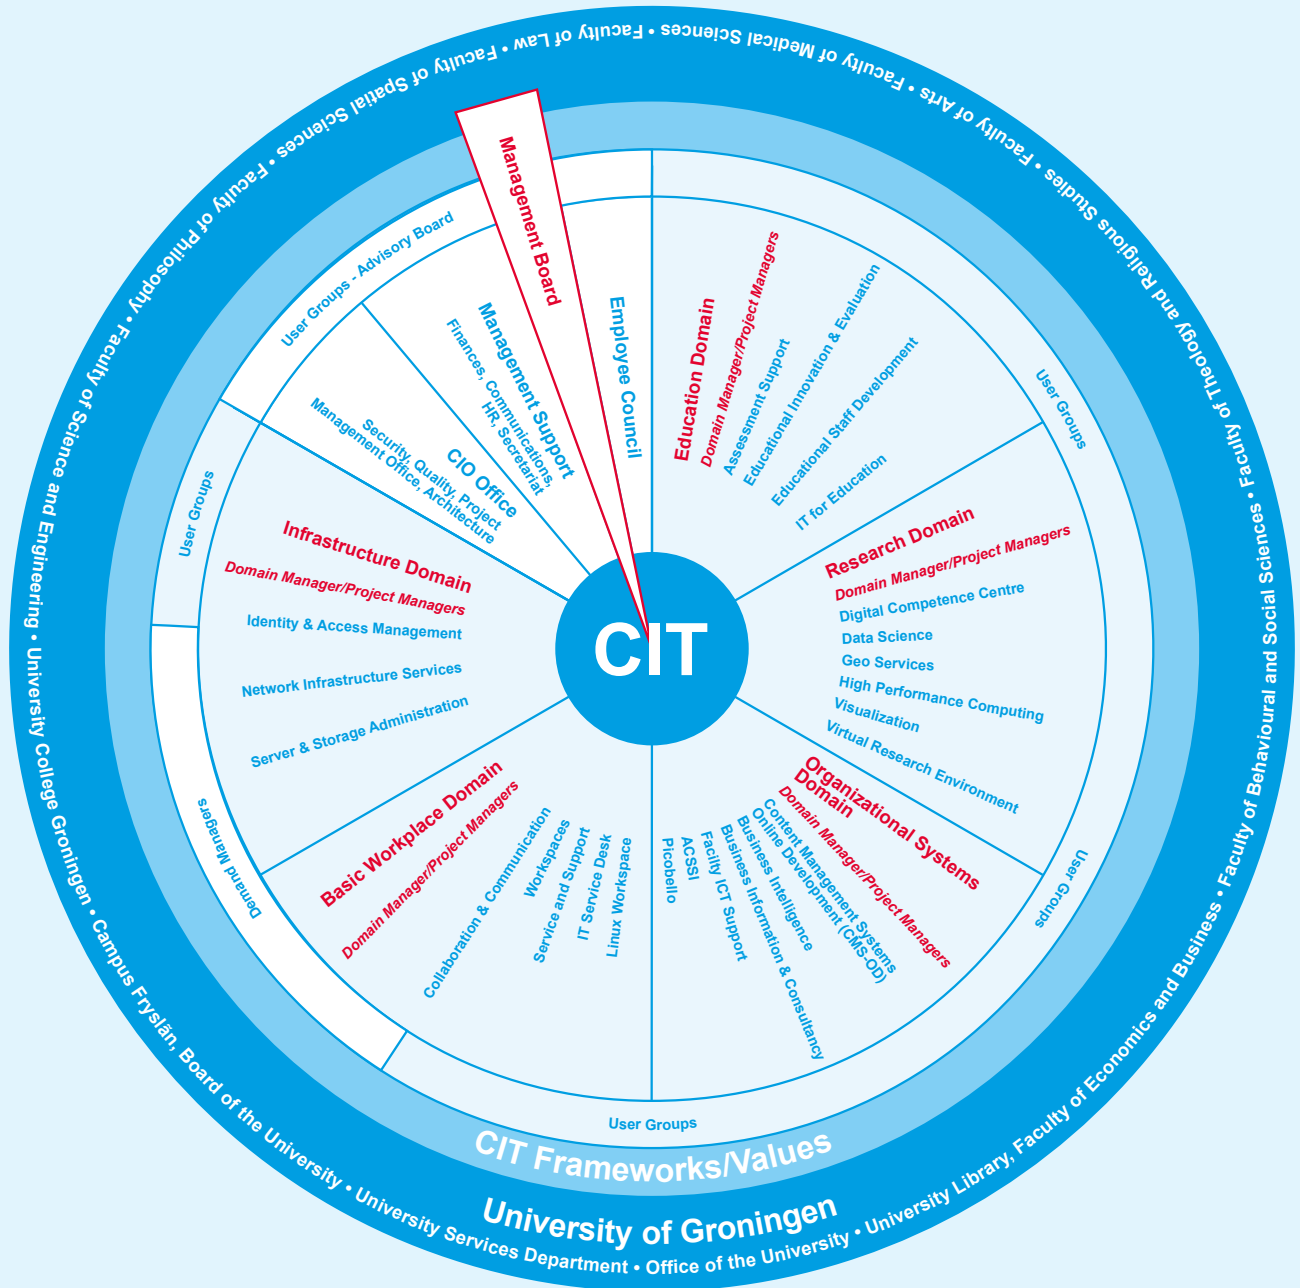 Faculty of Science and Engineering • Faculty of Philosophy • Faculty of Spatial Sciences • Faculty of Law • Faculty of Medical Sciences • Faculty of Arts • Faculty of Theology and Religious Studies • Faculty of Behavioural and Social Sciences • Faculty of Economics and Business
University College Groningen • Campus Fryslân, Board of the University • University Services Department • Office of the University • University Library,
Management Board
Employee Council
User Groups - Advisory Board
Management Support
Finances, Communications,
HR, Secretariat
CIO Office
Security, Quality, Project
Management Office, Architecture
Education Domain
Domain Manager/Project Managers
Assessment Support
Educational Innovation & Evaluation
Educational Staff Development
IT for Education
User Groups
Research Domain
Domain Manager/Project Managers
Digital Competence Centre
Data Science
Geo Services
High Performance Computing
Visualization
Virtual Research Environment
User Groups
Organizational Systems
Domain
Domain Manager/Project Managers
Content Management Systems
Online Development (CMS-OD)
Business Intelligence
Business Information & Consultancy
Facilty ICT Support
ACSSI
Picobello
User Groups
Linux Workspace
IT Service Desk
Service and Support
Workspaces
Collaboration & Communication
Domain Manager/Project Managers
Basic Workplace Domain
Demand Managers
Infrastructure Domain
Domain Manager/Project Managers
Identity & Access Management
Network Infrastructure Services
Server & Storage Administration
User Groups
CIT
CIT Frameworks/Values
University of Groningen